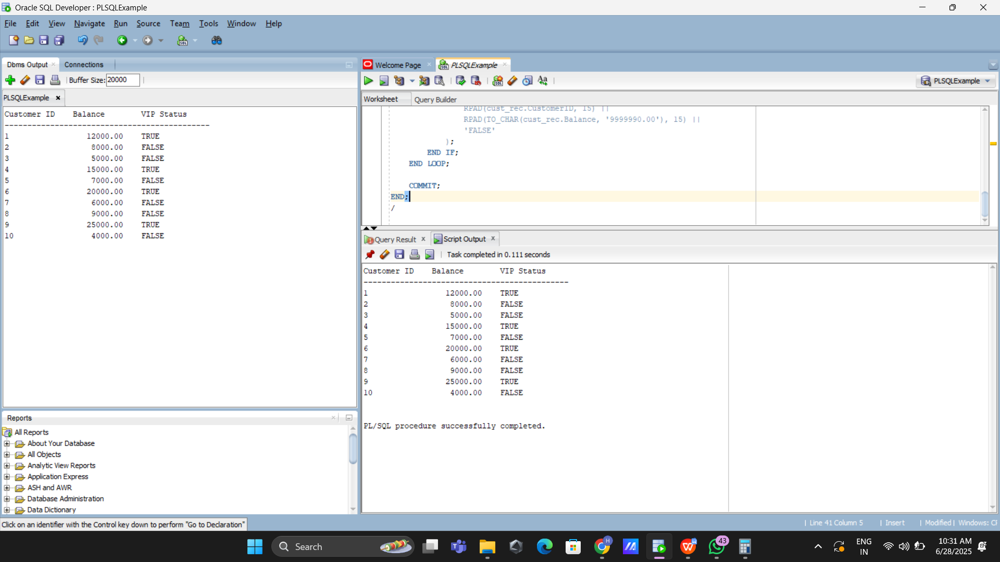 Oracle SQL Developer : PLSQLExample
File Edit View Navigate Run Source Team Tools Window Help
Dbms Output Connections
Buffer Size: 20000
PLSQLExample
Customer ID Balance VIP Status
---------------------------------------------
1 12000.00 TRUE
2 8000.00 FALSE
3 5000.00 FALSE
4 15000.00 TRUE
5 7000.00 FALSE
6 20000.00 TRUE
7 6000.00 FALSE
8 9000.00 FALSE
9 25000.00 TRUE
10 4000.00 FALSE
Reports
All Reports
About Your Database
All Objects
Analytic View Reports
Application Express
ASH and AWR
Database Administration
Data Dictionary
Click on an identifier with the Control key down to perform "Go to Declaration"
Welcome Page PLSQLExample
PLSQLExample
Worksheet Query Builder
RPAD(cust_rec.CustomerID, 15) ||
RPAD(TO_CHAR(cust_rec.Balance, '9999990.00'), 15) ||
'FALSE'
);
END IF;
END LOOP;
COMMIT;
END;
/
Query Result Script Output
Task completed in 0.111 seconds
Customer ID Balance VIP Status
---------------------------------------------
1 12000.00 TRUE
2 8000.00 FALSE
3 5000.00 FALSE
4 15000.00 TRUE
5 7000.00 FALSE
6 20000.00 TRUE
7 6000.00 FALSE
8 9000.00 FALSE
9 25000.00 TRUE
10 4000.00 FALSE
PL/SQL procedure successfully completed.
| Line 41 Column 5 | Insert | Modified | Windows: CF
Search
43
ENG
IN
10:31 AM
6/28/2025